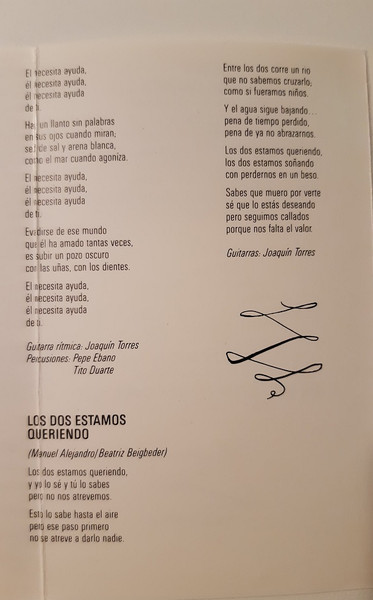 El necesita ayuda,
él necesita ayuda,
él necesita ayuda,
de ti.
Hay un llanto sin palabras
en sus ojos cuando miran,
sed de sal y arena blanca,
como el mar cuando agoniza.
El necesita ayuda,
él necesita ayuda,
él necesita ayuda,
de ti.
Evadirse de ese mundo
que él ha amado tantas veces,
es subir un pozo oscuro
con las uñas, con los dientes.
El necesita ayuda,
él necesita ayuda,
él necesita ayuda,
de ti.
Guitarra rítmica: Joaquín Torres
Percusiones: Pepe Ebano
Tito Duarte
LOS DOS ESTAMOS
QUERIENDO
(Manuel Alejandro/Beatriz Beigbeder)
Los dos estamos queriendo,
y yo lo sé y tú lo sabes
pero no nos atrevemos.
Esto lo sabe hasta el aire
pero ese paso primero
no se atreve a darlo nadie.
Entre los dos corre un rio
que no sabemos cruzarlo,
como si fueramos niños.
Y el agua sigue bajando...
pena de tiempo perdido,
pena de ya no abrazarnos.
Los dos estamos queriendo,
los dos estamos soñando
con perdernos en un beso.
Sabes que muero por verte
sé que lo estás deseando
pero seguimos callados
porque nos falta el valor.
Guitarras: Joaquín Torres